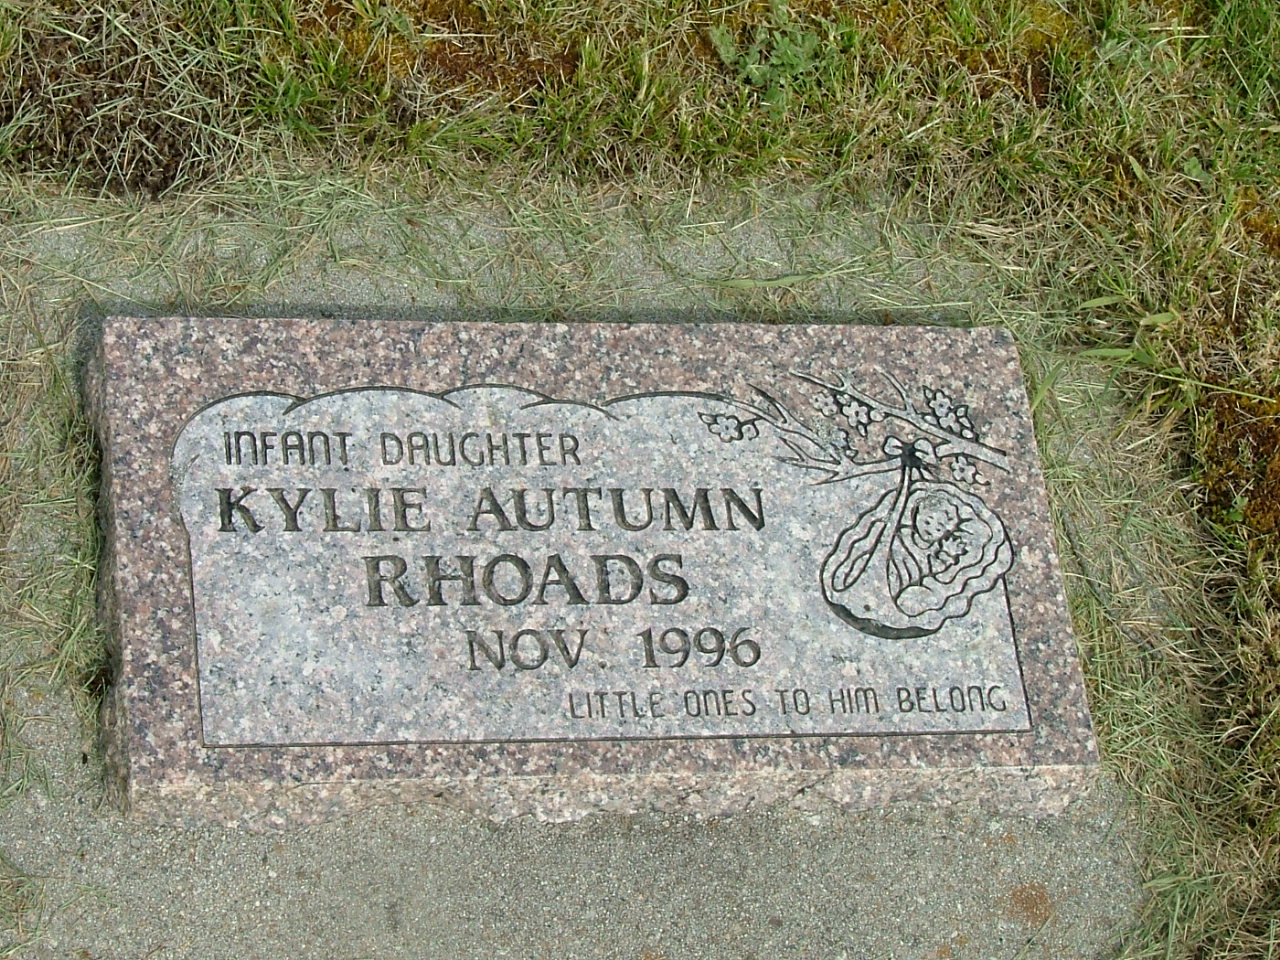 INFANT DAUGHTER
KYLIE AUTUMN
RHOADS
NOV. 1996
LITTLE ONES TO HIM BELONG